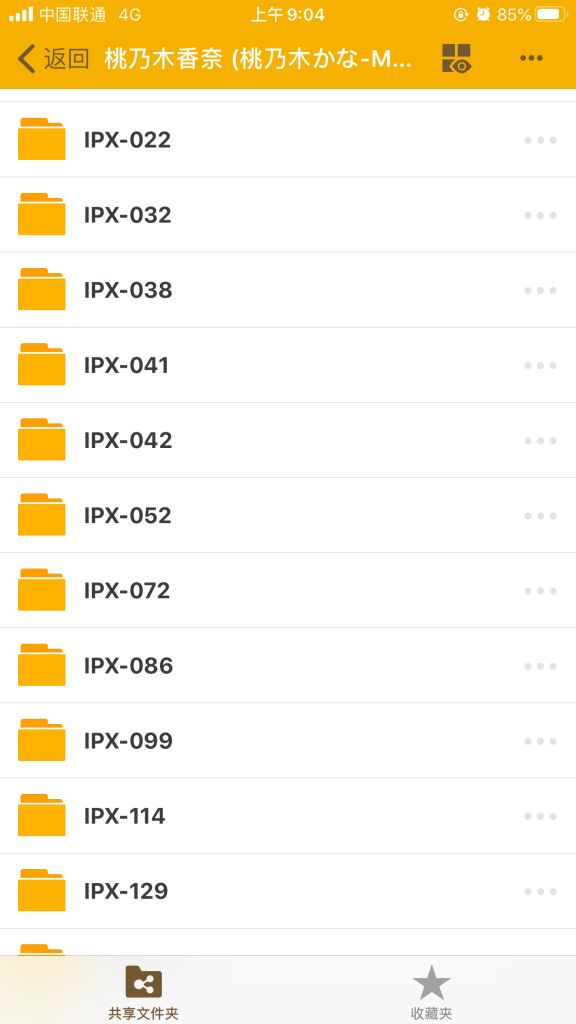 中国联通 4G 上午9:04 85%
返回 桃乃木香奈 (桃乃木かな-M...
IPX-022
IPX-032
IPX-038
IPX-041
IPX-042
IPX-052
IPX-072
IPX-086
IPX-099
IPX-114
IPX-129
共享文件夹 收藏夹